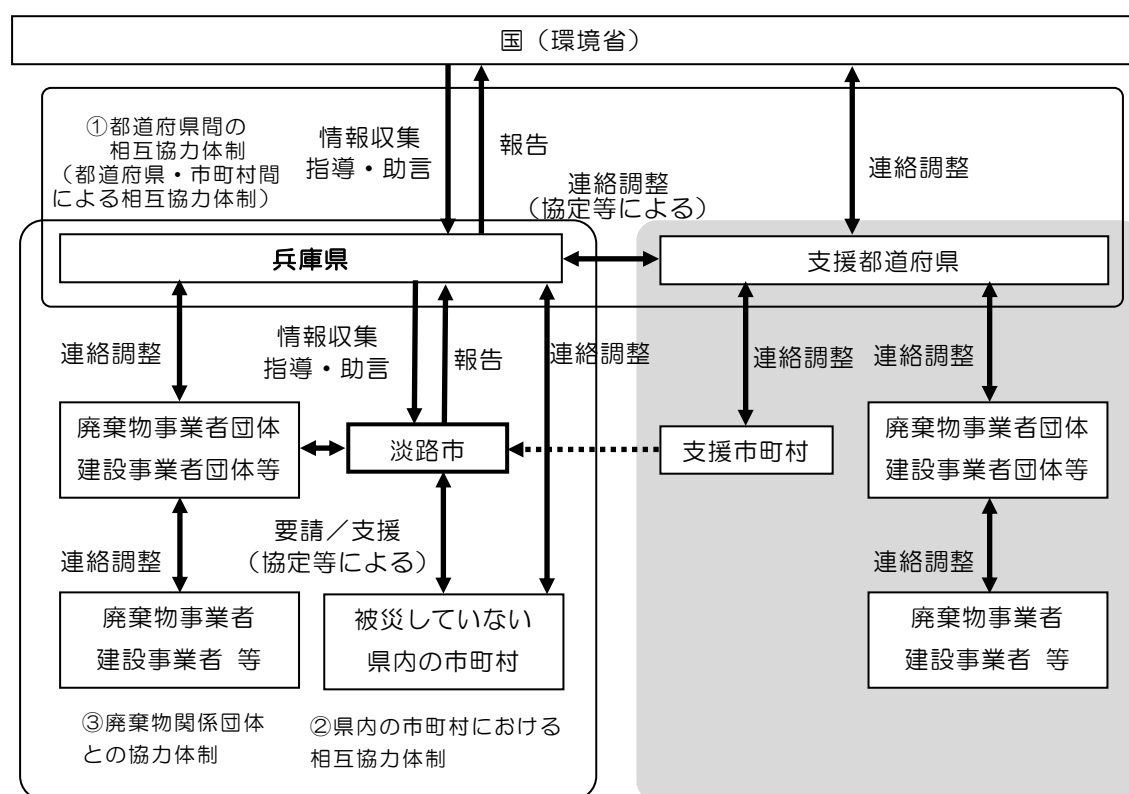 国（環境省）
①都道府県間の
相互協力体制
（都道府県・市町村間
による相互協力体制）
情報収集
指導・助言
報告
連絡調整
（協定等による）
連絡調整
兵庫県
支援都道府県
連絡調整
情報収集
指導・助言
報告
連絡調整
連絡調整
連絡調整
廃棄物事業者団体
建設事業者団体等
淡路市
支援市町村
廃棄物事業者団体
建設事業者団体等
連絡調整
要請／支援
（協定等による）
連絡調整
廃棄物事業者
建設事業者 等
被災していない
県内の市町村
廃棄物事業者
建設事業者 等
③廃棄物関係団体
との協力体制
②県内の市町村における
相互協力体制